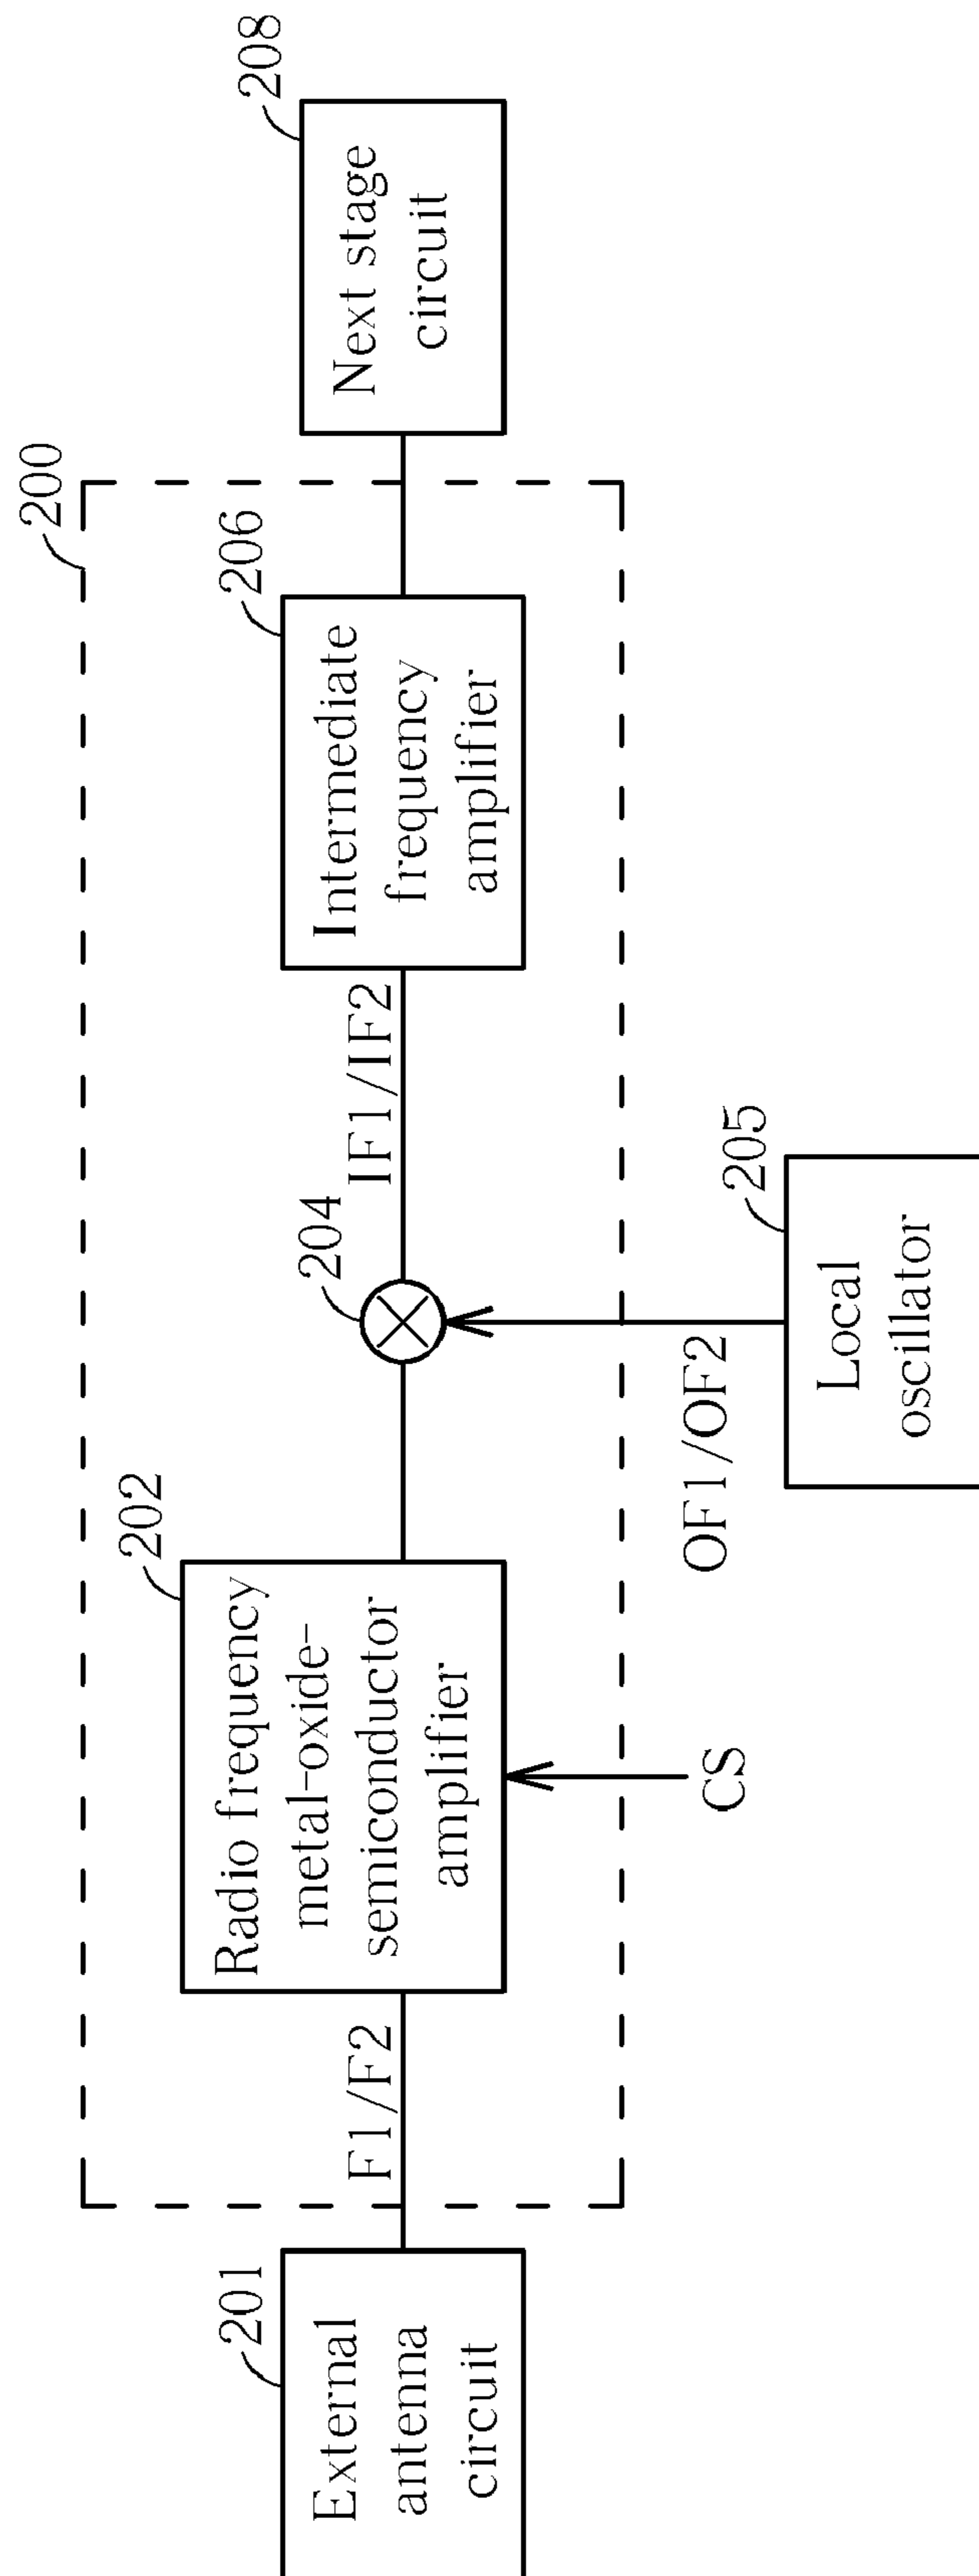 200
201
External
antenna
circuit
F1/F2
202
Radio frequency
metal-oxide-
semiconductor
amplifier
CS
204
OF1/OF2
205
Local
oscillator
IF1/IF2
206
Intermediate
frequency
amplifier
208
Next stage
circuit